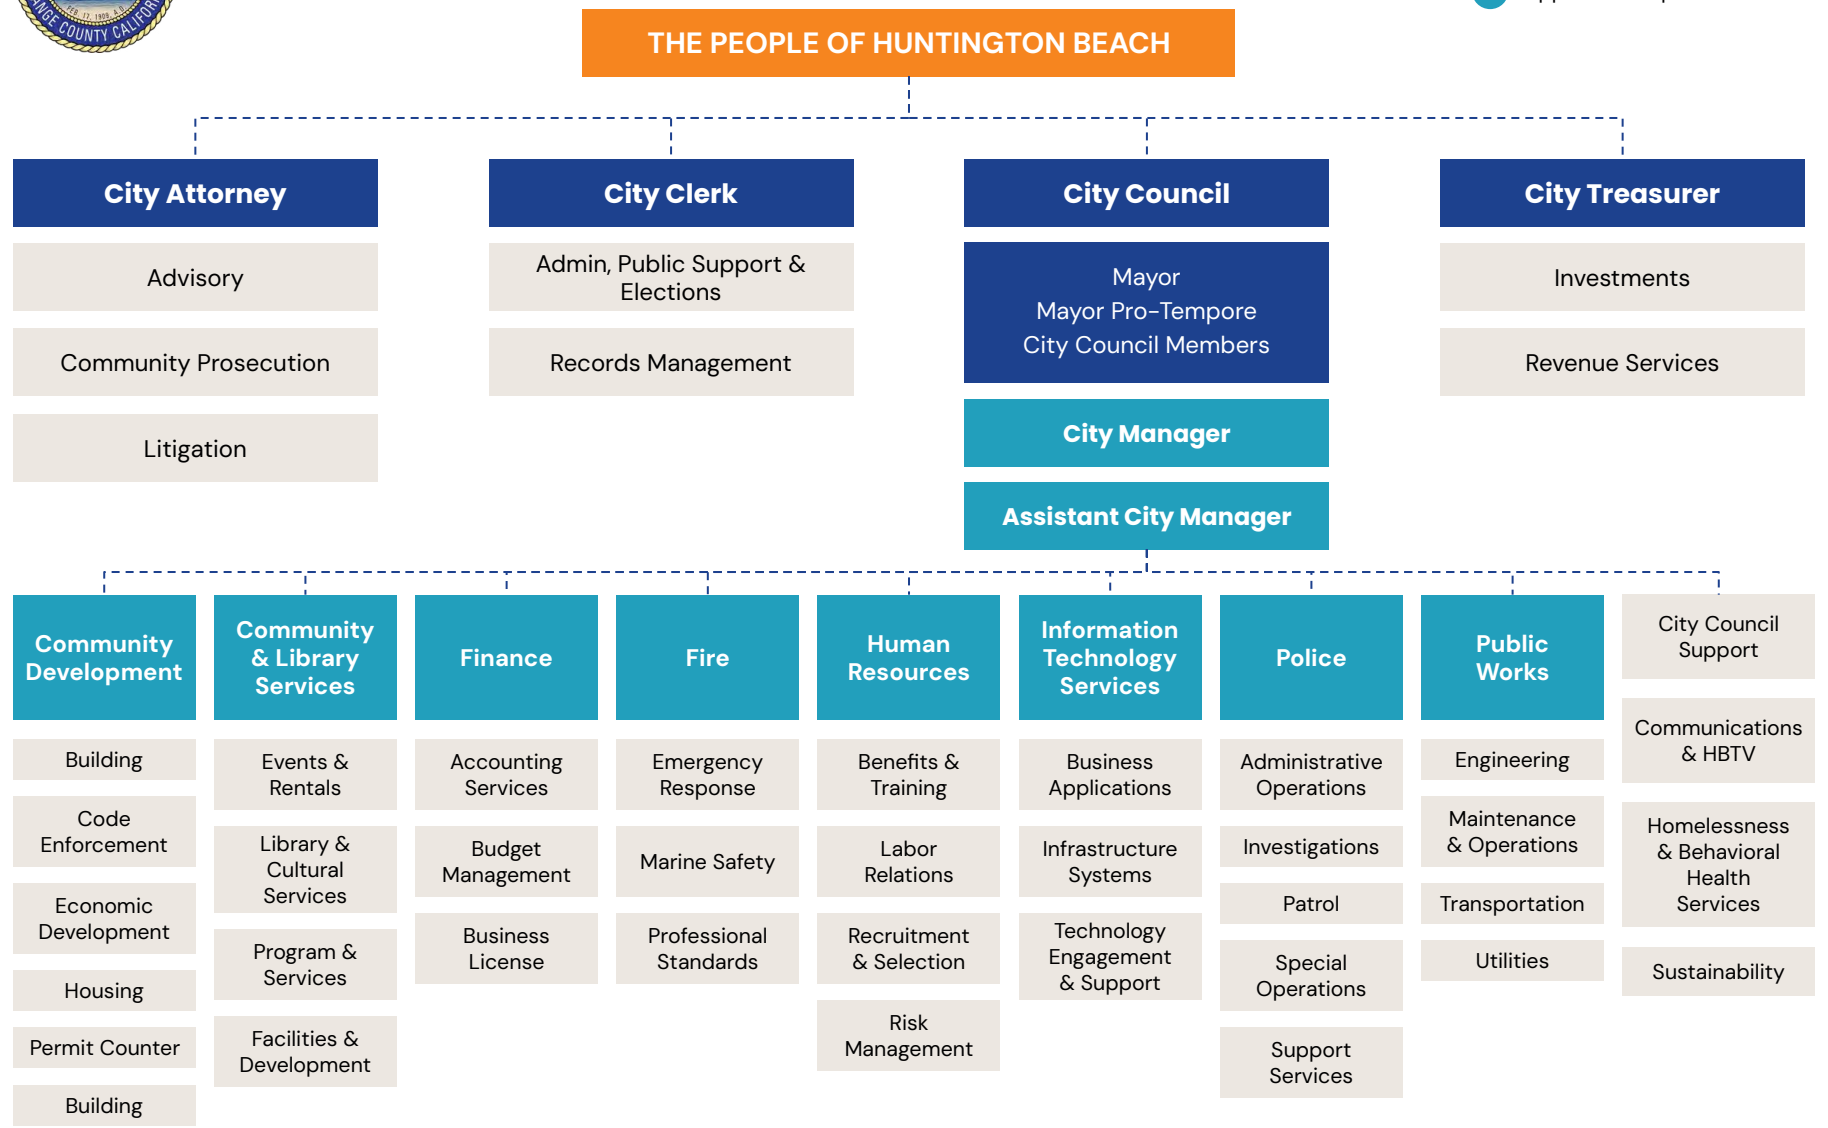 FEB. 17, 1909, A.D.
COUNTY CALIFOR
THE PEOPLE OF HUNTINGTON BEACH
City Attorney
City Clerk
City Council
City Treasurer
Advisory
Community Prosecution
Litigation
Admin, Public Support &
Elections
Records Management
Mayor
Mayor Pro-Tempore
City Council Members
City Manager
Assistant City Manager
Investments
Revenue Services
Community
Development
Building
Code
Enforcement
Economic
Development
Housing
Permit Counter
Building
Community
& Library
Services
Events &
Rentals
Library &
Cultural
Services
Program &
Services
Facilities &
Development
Finance
Accounting
Services
Budget
Management
Business
License
Fire
Emergency
Response
Marine Safety
Professional
Standards
Human
Resources
Benefits &
Training
Labor
Relations
Recruitment
& Selection
Risk
Management
Information
Technology
Services
Business
Applications
Infrastructure
Systems
Technology
Engagement
& Support
Police
Administrative
Operations
Investigations
Patrol
Special
Operations
Support
Services
Public
Works
Engineering
Maintenance
& Operations
Transportation
Utilities
City Council
Support
Communications
& HBTV
Homelessness
& Behavioral
Health
Services
Sustainability